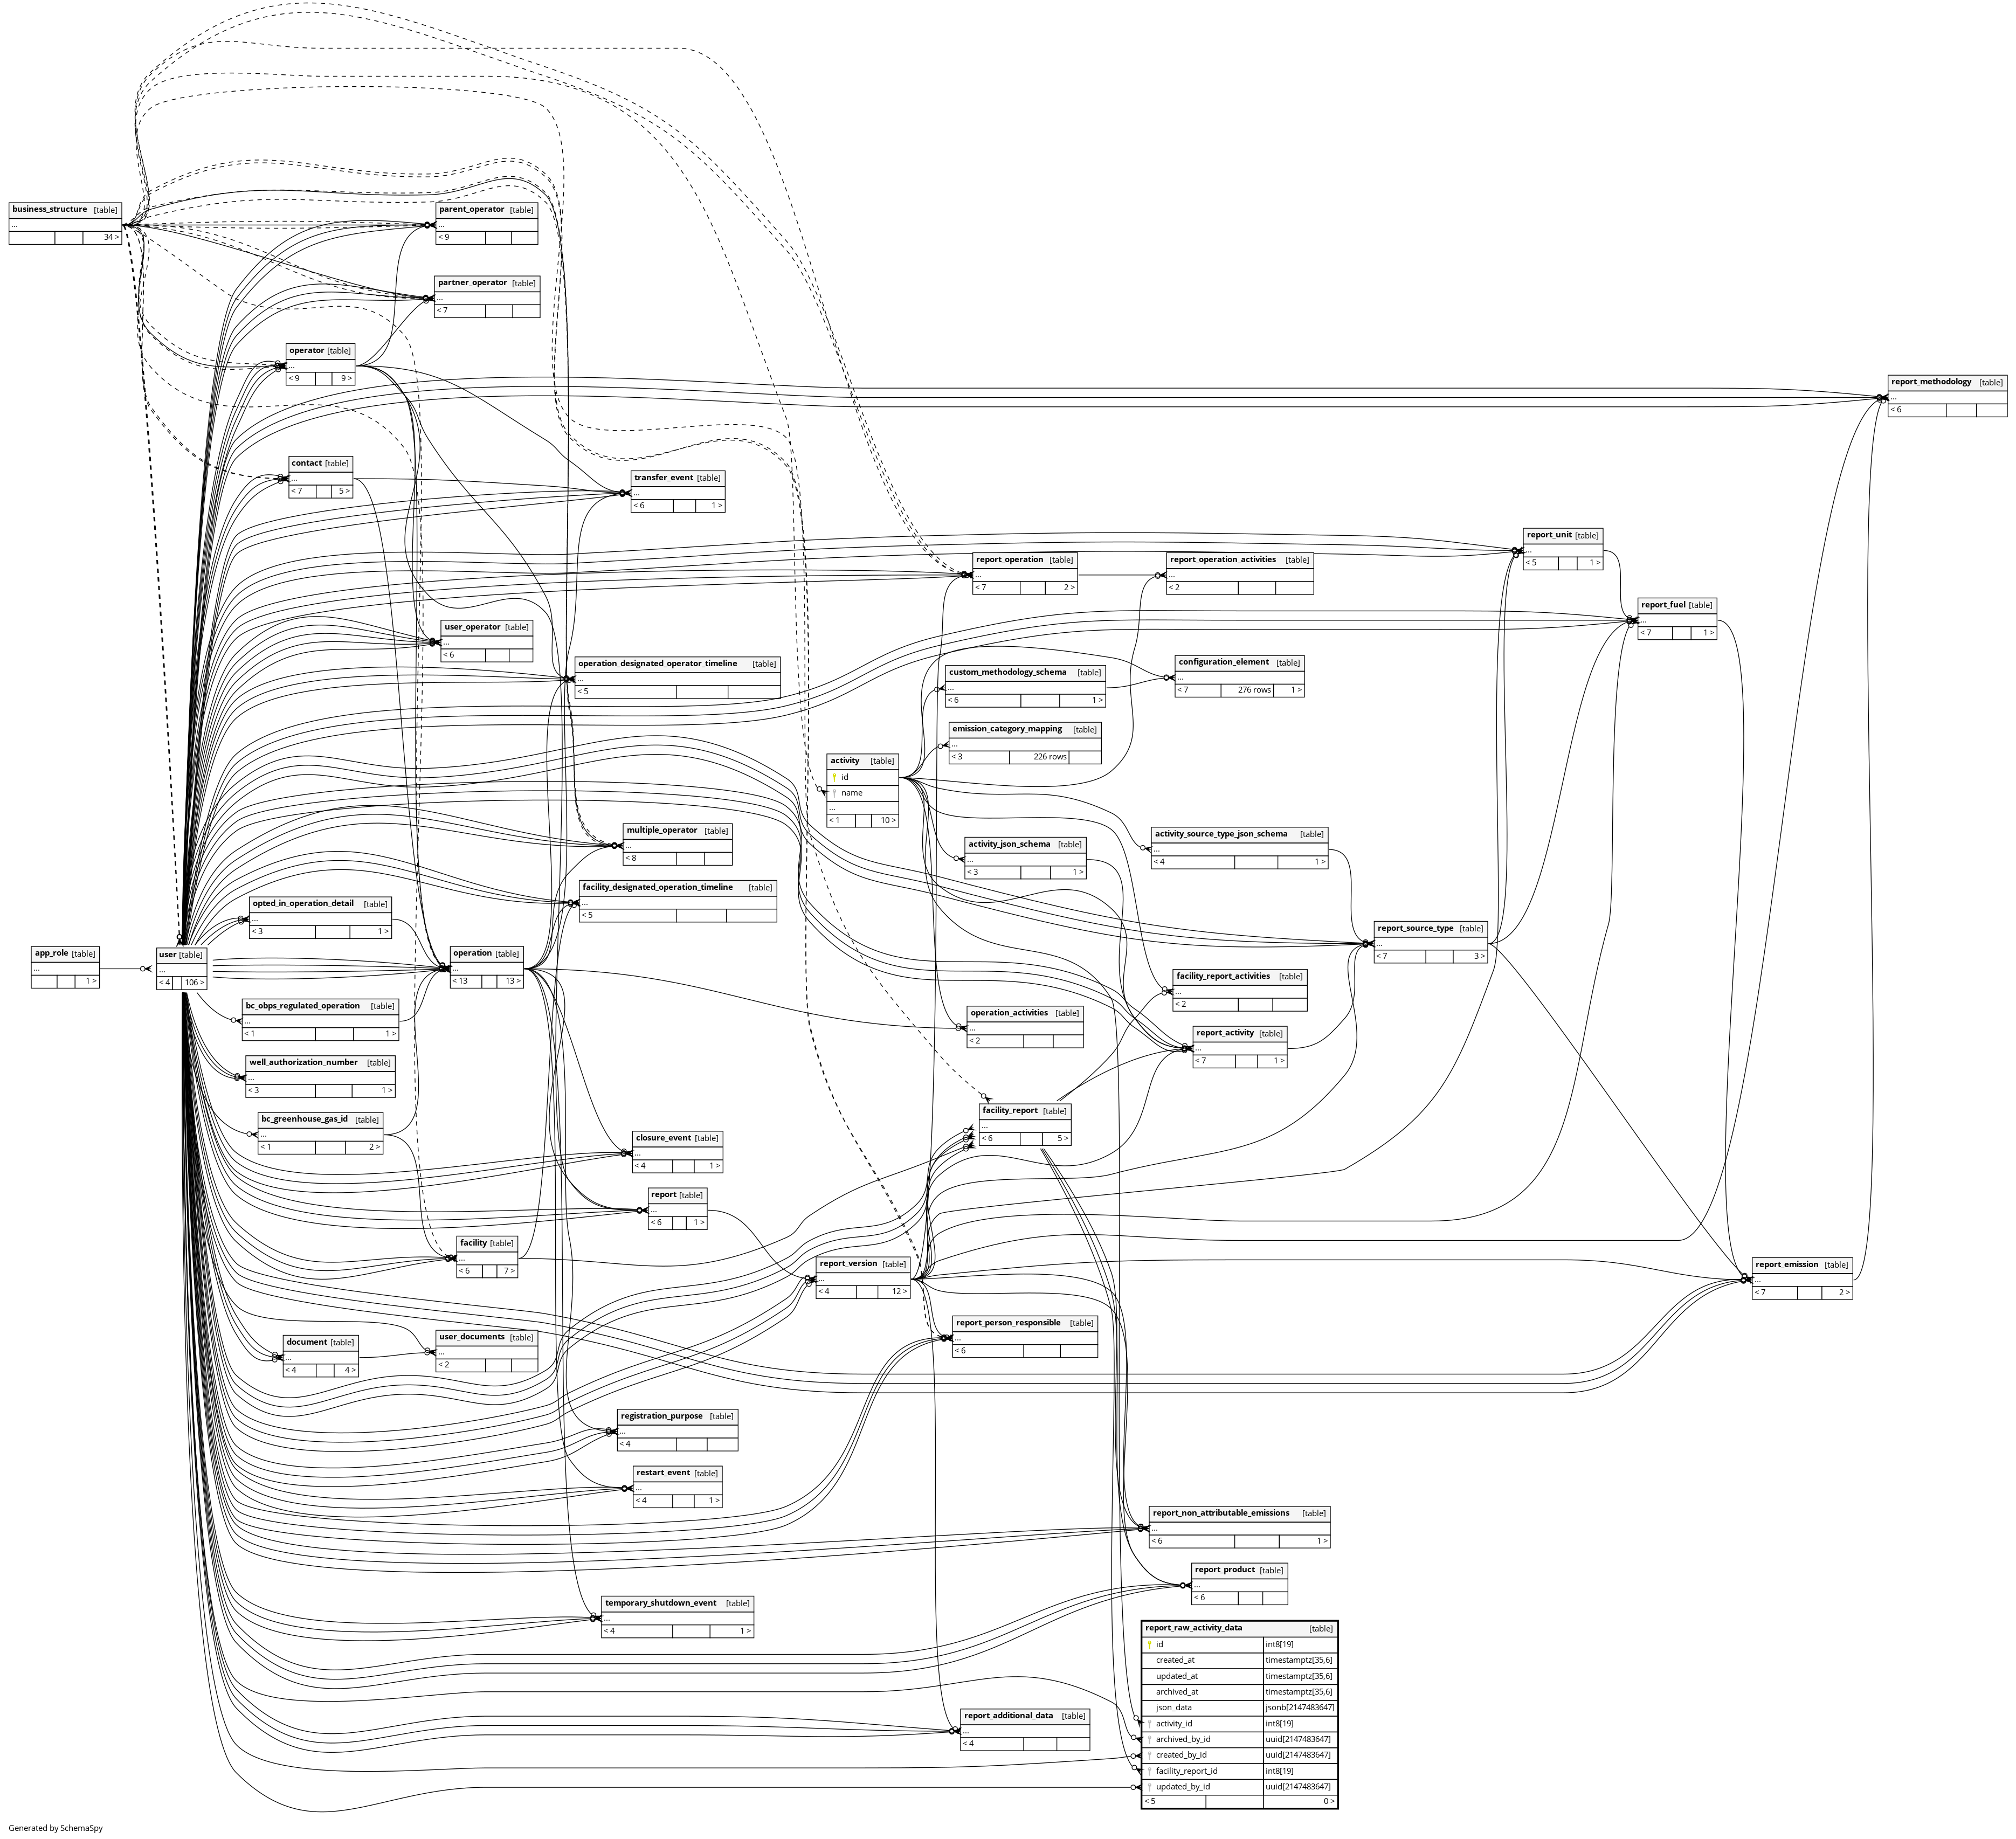 business_structure [table]
...
34 >
parent_operator [table]
...
< 9
partner_operator [table]
...
< 7
operator [table]
...
< 9 9 >
report_methodology [table]
...
< 6
contact [table]
...
< 7 5 >
transfer_event [table]
...
< 6 1 >
report_unit [table]
...
< 5 1 >
report_operation [table]
...
< 7 2 >
report_operation_activities [table]
...
< 2
report_fuel [table]
...
< 7 1 >
user_operator [table]
...
< 6
operation_designated_operator_timeline [table]
...
< 5
custom_methodology_schema [table]
...
< 6 1 >
configuration_element [table]
...
< 7 276 rows 1 >
emission_category_mapping [table]
...
< 3 226 rows
activity [table]
id
name
...
< 1 10 >
multiple_operator [table]
...
< 8
activity_json_schema [table]
...
< 3 1 >
activity_source_type_json_schema [table]
...
< 4 1 >
facility_designated_operation_timeline [table]
...
< 5
opted_in_operation_detail [table]
...
< 3 1 >
report_source_type [table]
...
< 7 3 >
app_role [table]
...
1 >
user [table]
...
< 4 106 >
operation [table]
...
< 13 13 >
facility_report_activities [table]
...
< 2
bc_obps_regulated_operation [table]
...
< 1 1 >
operation_activities [table]
...
< 2
report_activity [table]
...
< 7 1 >
well_authorization_number [table]
...
< 3 1 >
facility_report [table]
...
< 6 5 >
bc_greenhouse_gas_id [table]
...
< 1 2 >
closure_event [table]
...
< 4 1 >
report [table]
...
< 6 1 >
facility [table]
...
< 6 7 >
report_version [table]
...
< 4 12 >
report_emission [table]
...
< 7 2 >
report_person_responsible [table]
...
< 6
document [table]
...
< 4 4 >
user_documents [table]
...
< 2
registration_purpose [table]
...
< 4
restart_event [table]
...
< 4 1 >
report_non_attributable_emissions [table]
...
< 6 1 >
report_product [table]
...
< 6
temporary_shutdown_event [table]
...
< 4 1 >
report_raw_activity_data [table]
id int8[19]
created_at timestamptz[35,6]
updated_at timestamptz[35,6]
archived_at timestamptz[35,6]
json_data jsonb[2147483647]
activity_id int8[19]
archived_by_id uuid[2147483647]
created_by_id uuid[2147483647]
facility_report_id int8[19]
updated_by_id uuid[2147483647]
< 5 0 >
report_additional_data [table]
...
< 4
Generated by SchemaSpy